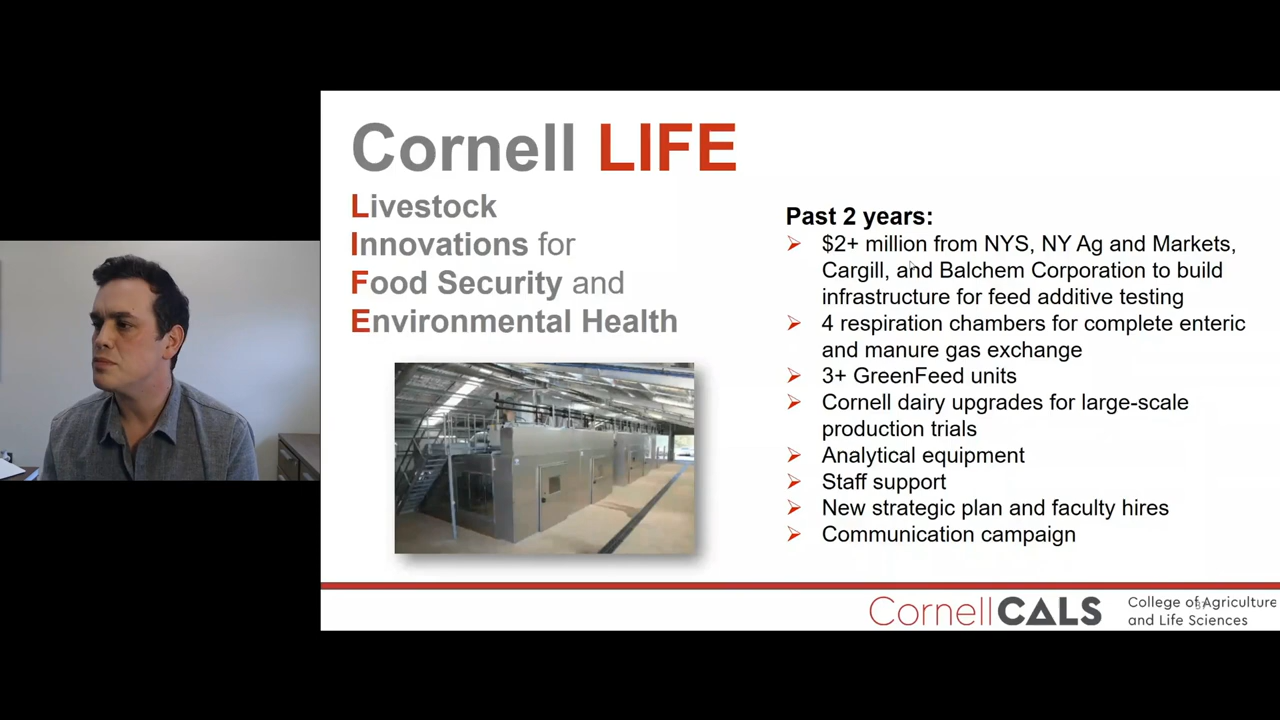 Cornell LIFE
Livestock
Innovations for
Food Security and
Environmental Health
Past 2 years:
$2+ million from NYS, NY Ag and Markets,
Cargill, and Balchem Corporation to build
infrastructure for feed additive testing
4 respiration chambers for complete enteric
and manure gas exchange
3+ GreenFeed units
Cornell dairy upgrades for large-scale
production trials
Analytical equipment
Staff support
New strategic plan and faculty hires
Communication campaign
CornellCALS
College of Agriculture
and Life Sciences